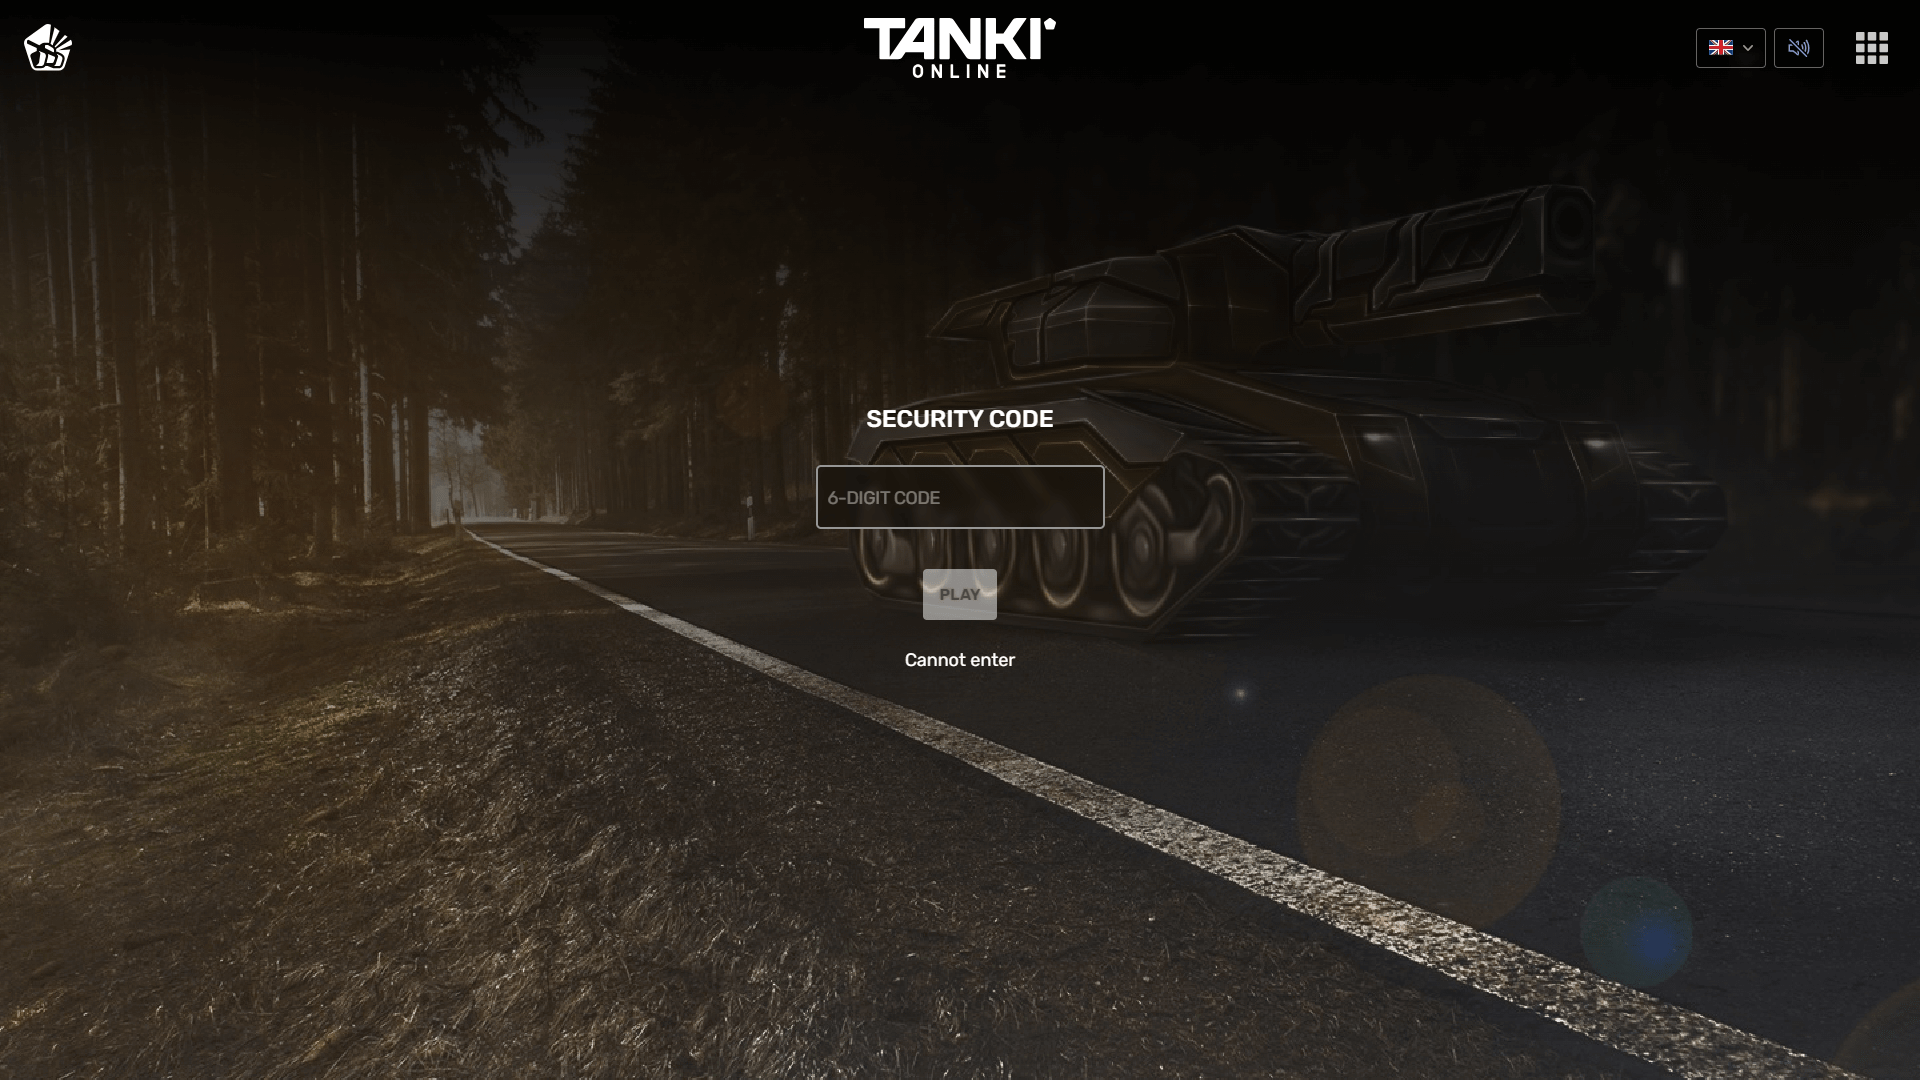 TANKI
ONLINE
SECURITY CODE
6-DIGIT CODE
PLAY
Cannot enter